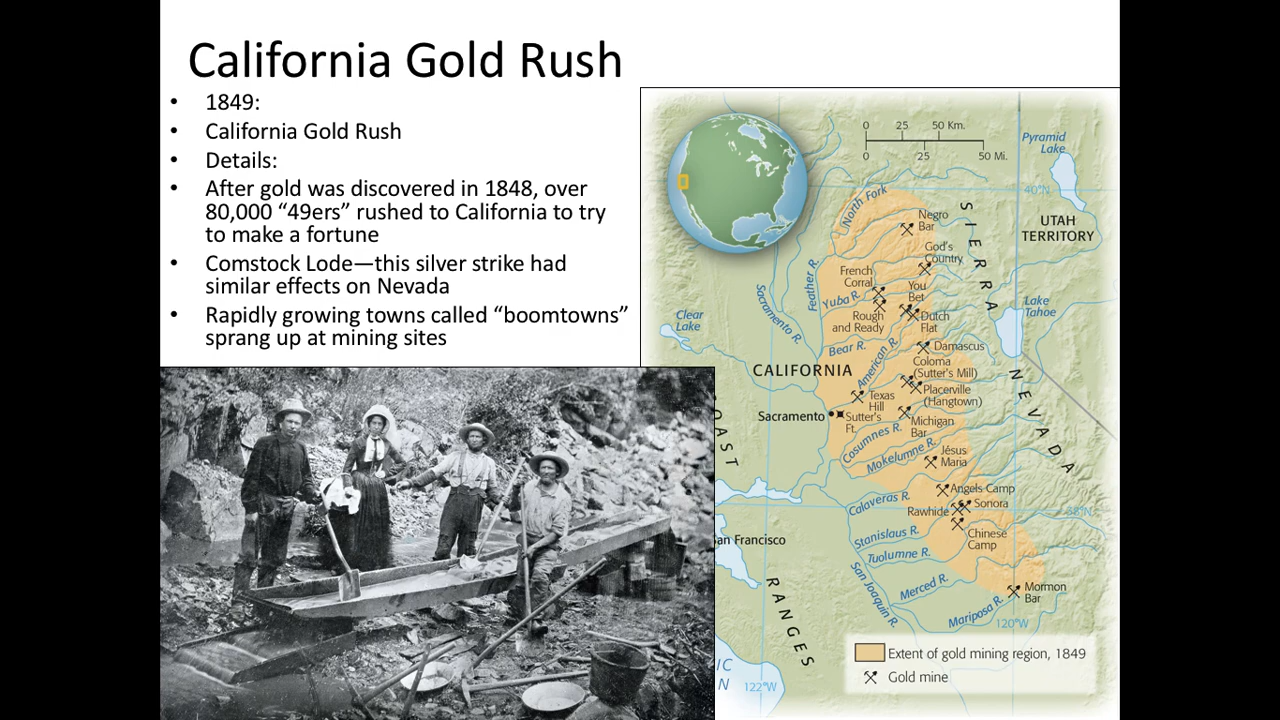 California Gold Rush
• 1849:
• California Gold Rush
• Details:
• After gold was discovered in 1848, over
80,000 “49ers” rushed to California to try
to make a fortune
• Comstock Lode—this silver strike had
similar effects on Nevada
• Rapidly growing towns called “boomtowns”
sprang up at mining sites
0 25 50 Km.
0 25 50 Mi.
Pyramid
Lake
40°N
North Fork
Negro
Bar
UTAH
TERRITORY
SIERRA
NEVADA
God's
Country
French
Corral
Feather R.
Yuba R.
You
Bet
Sacramento R.
Rough
and Ready
Dutch
Flat
Lake
Tahoe
Clear
Lake
Bear R.
American R.
Damascus
CALIFORNIA
Coloma
(Sutter's Mill)
Placerville
(Hangtown)
Texas
Hill
Sacramento
Sutter's
Ft.
Michigan
Bar
Cosumnes R.
Mokelumne R.
Jésus
Maria
OAST
RANGES
Angels Camp
Calaveras R.
Rawhide
Sonora
38°N
Stanislaus R.
Chinese
Camp
an Francisco
Tuolumne R.
San Joaquin R.
Merced R.
Mormon
Bar
Mariposa R.
120°W
Extent of gold mining region, 1849
Gold mine
IC
N
122°W